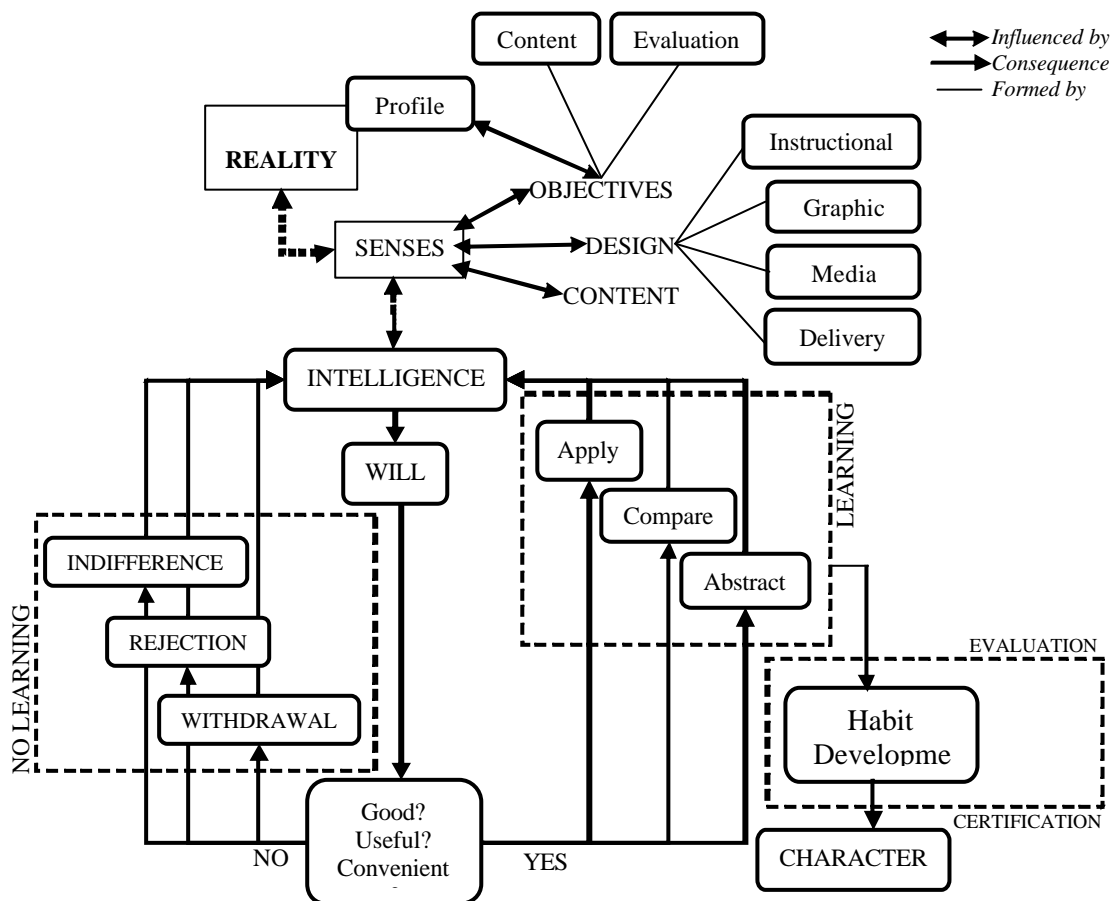 Content
Evaluation
Influenced by
Consequence
Formed by
Profile
REALITY
Instructional
OBJECTIVES
Graphic
SENSES
DESIGN
Media
CONTENT
Delivery
INTELLIGENCE
LEARNING
Apply
WILL
Compare
INDIFFERENCE
Abstract
NO LEARNING
REJECTION
EVALUATION
WITHDRAWAL
Habit
Developme
Good?
Useful?
Convenient
NO
YES
CERTIFICATION
CHARACTER